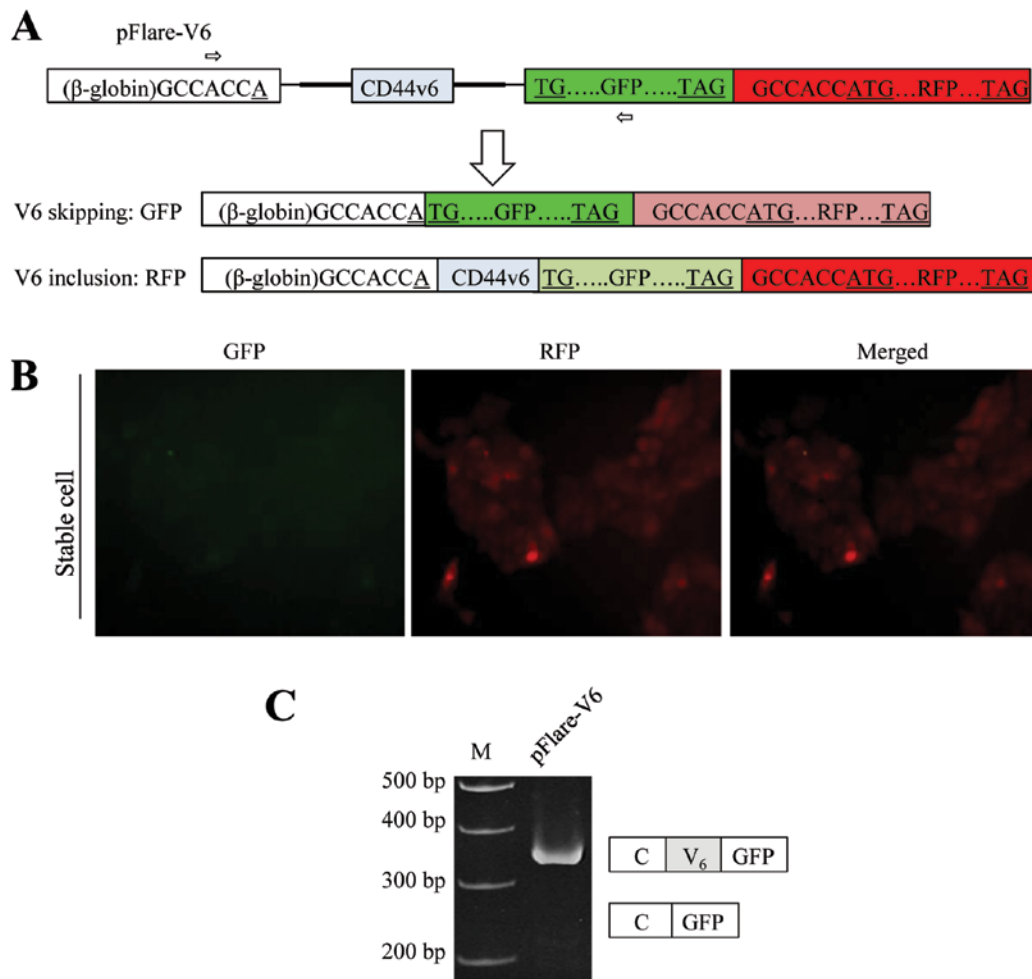 A
pFlare-V6
(β-globin)GCCACCA
CD44v6
TG.....GFP.....TAG
GCCACCATG...RFP...TAG
V6 skipping: GFP
(β-globin)GCCACCA
TG.....GFP.....TAG
GCCACCATG...RFP...TAG
V6 inclusion: RFP
(β-globin)GCCACCA
CD44v6
TG.....GFP.....TAG
GCCACCATG...RFP...TAG
B
GFP
RFP
Merged
Stable cell
C
M
pFlare-V6
500 bp
400 bp
300 bp
200 bp
C
V6
GFP
C
GFP